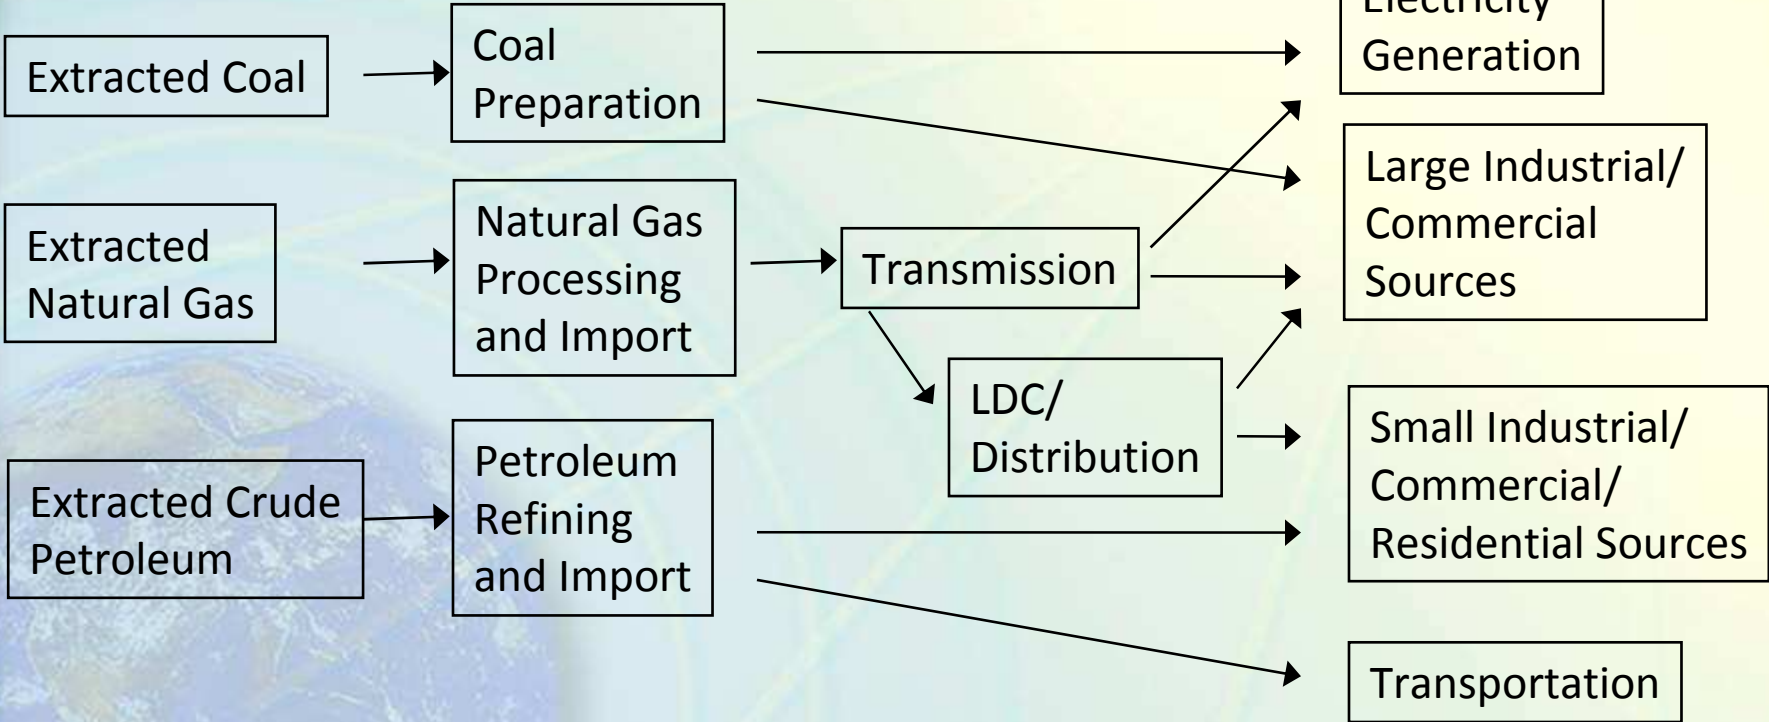 Extracted Coal
Coal
Preparation
Electricity
Generation
Extracted
Natural Gas
Natural Gas
Processing
and Import
Transmission
LDC/
Distribution
Large Industrial/
Commercial
Sources
Extracted Crude
Petroleum
Petroleum
Refining
and Import
Small Industrial/
Commercial/
Residential Sources
Transportation